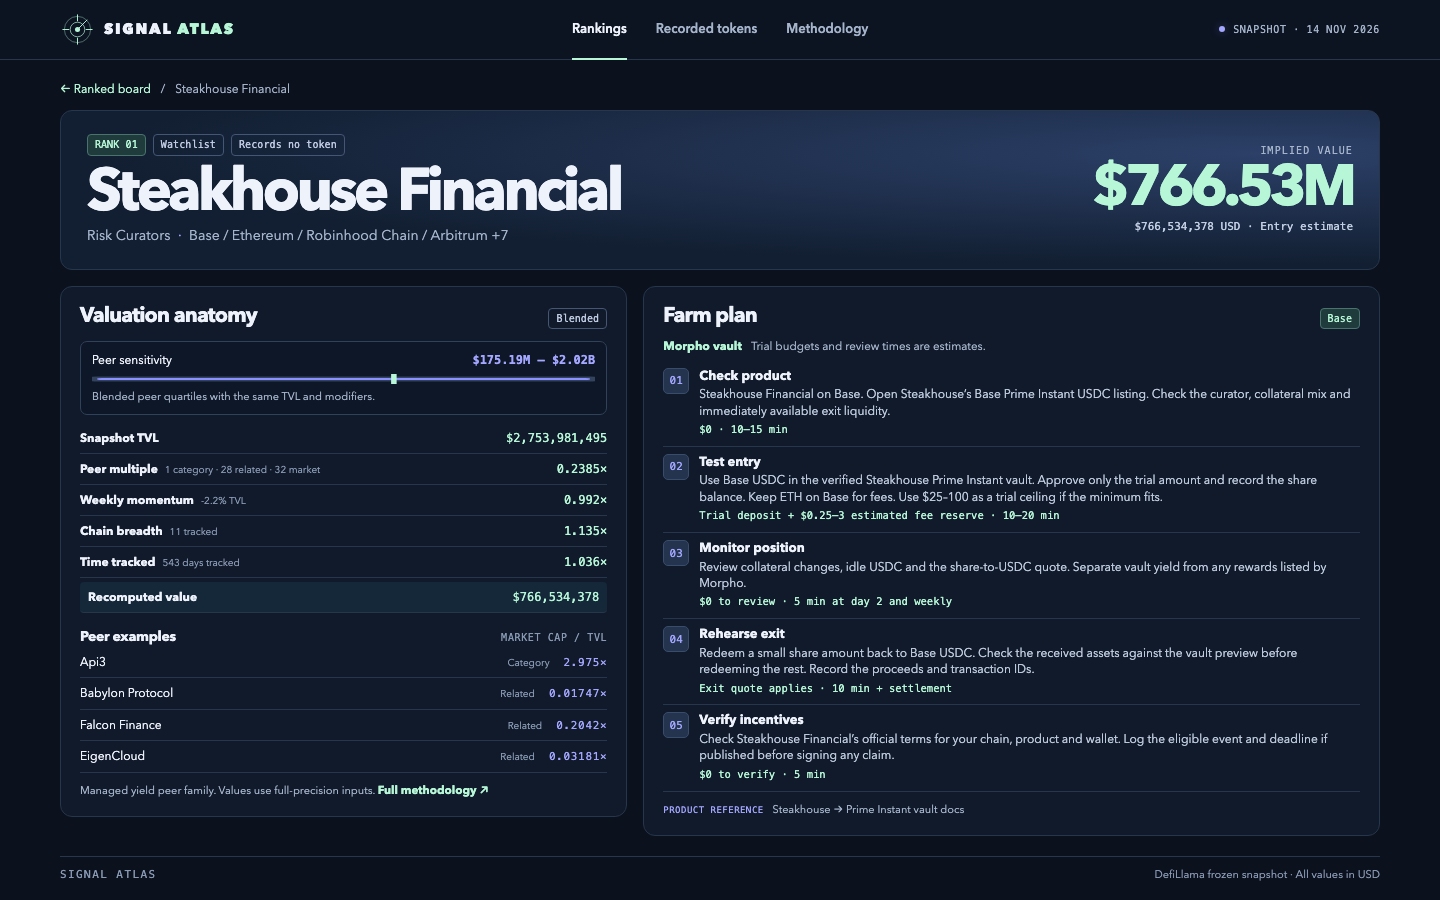 SIGNAL ATLAS
Rankings
Recorded tokens
Methodology
SNAPSHOT · 14 NOV 2026
← Ranked board / Steakhouse Financial
RANK 01
Watchlist
Records no token
Steakhouse Financial
Risk Curators · Base / Ethereum / Robinhood Chain / Arbitrum +7
IMPLIED VALUE
$766.53M
$766,534,378 USD · Entry estimate
Valuation anatomy
Blended
Peer sensitivity $175.19M — $2.02B
Blended peer quartiles with the same TVL and modifiers.
Snapshot TVL $2,753,981,495
Peer multiple 1 category · 28 related · 32 market 0.2385×
Weekly momentum -2.2% TVL 0.992×
Chain breadth 11 tracked 1.135×
Time tracked 543 days tracked 1.036×
Recomputed value $766,534,378
Peer examples MARKET CAP / TVL
Api3 Category 2.975×
Babylon Protocol Related 0.01747×
Falcon Finance Related 0.2042×
EigenCloud Related 0.03181×
Managed yield peer family. Values use full-precision inputs. Full methodology ↗
Farm plan
Base
Morpho vault Trial budgets and review times are estimates.
01 Check product
Steakhouse Financial on Base. Open Steakhouse's Base Prime Instant USDC listing. Check the curator, collateral mix and
immediately available exit liquidity.
$0 · 10–15 min
02 Test entry
Use Base USDC in the verified Steakhouse Prime Instant vault. Approve only the trial amount and record the share
balance. Keep ETH on Base for fees. Use $25–100 as a trial ceiling if the minimum fits.
Trial deposit + $0.25–3 estimated fee reserve · 10–20 min
03 Monitor position
Review collateral changes, idle USDC and the share-to-USDC quote. Separate vault yield from any rewards listed by
Morpho.
$0 to review · 5 min at day 2 and weekly
04 Rehearse exit
Redeem a small share amount back to Base USDC. Check the received assets against the vault preview before
redeeming the rest. Record the proceeds and transaction IDs.
Exit quote applies · 10 min + settlement
05 Verify incentives
Check Steakhouse Financial's official terms for your chain, product and wallet. Log the eligible event and deadline if
published before signing any claim.
$0 to verify · 5 min
PRODUCT REFERENCE Steakhouse → Prime Instant vault docs
SIGNAL ATLAS
DefiLlama frozen snapshot · All values in USD